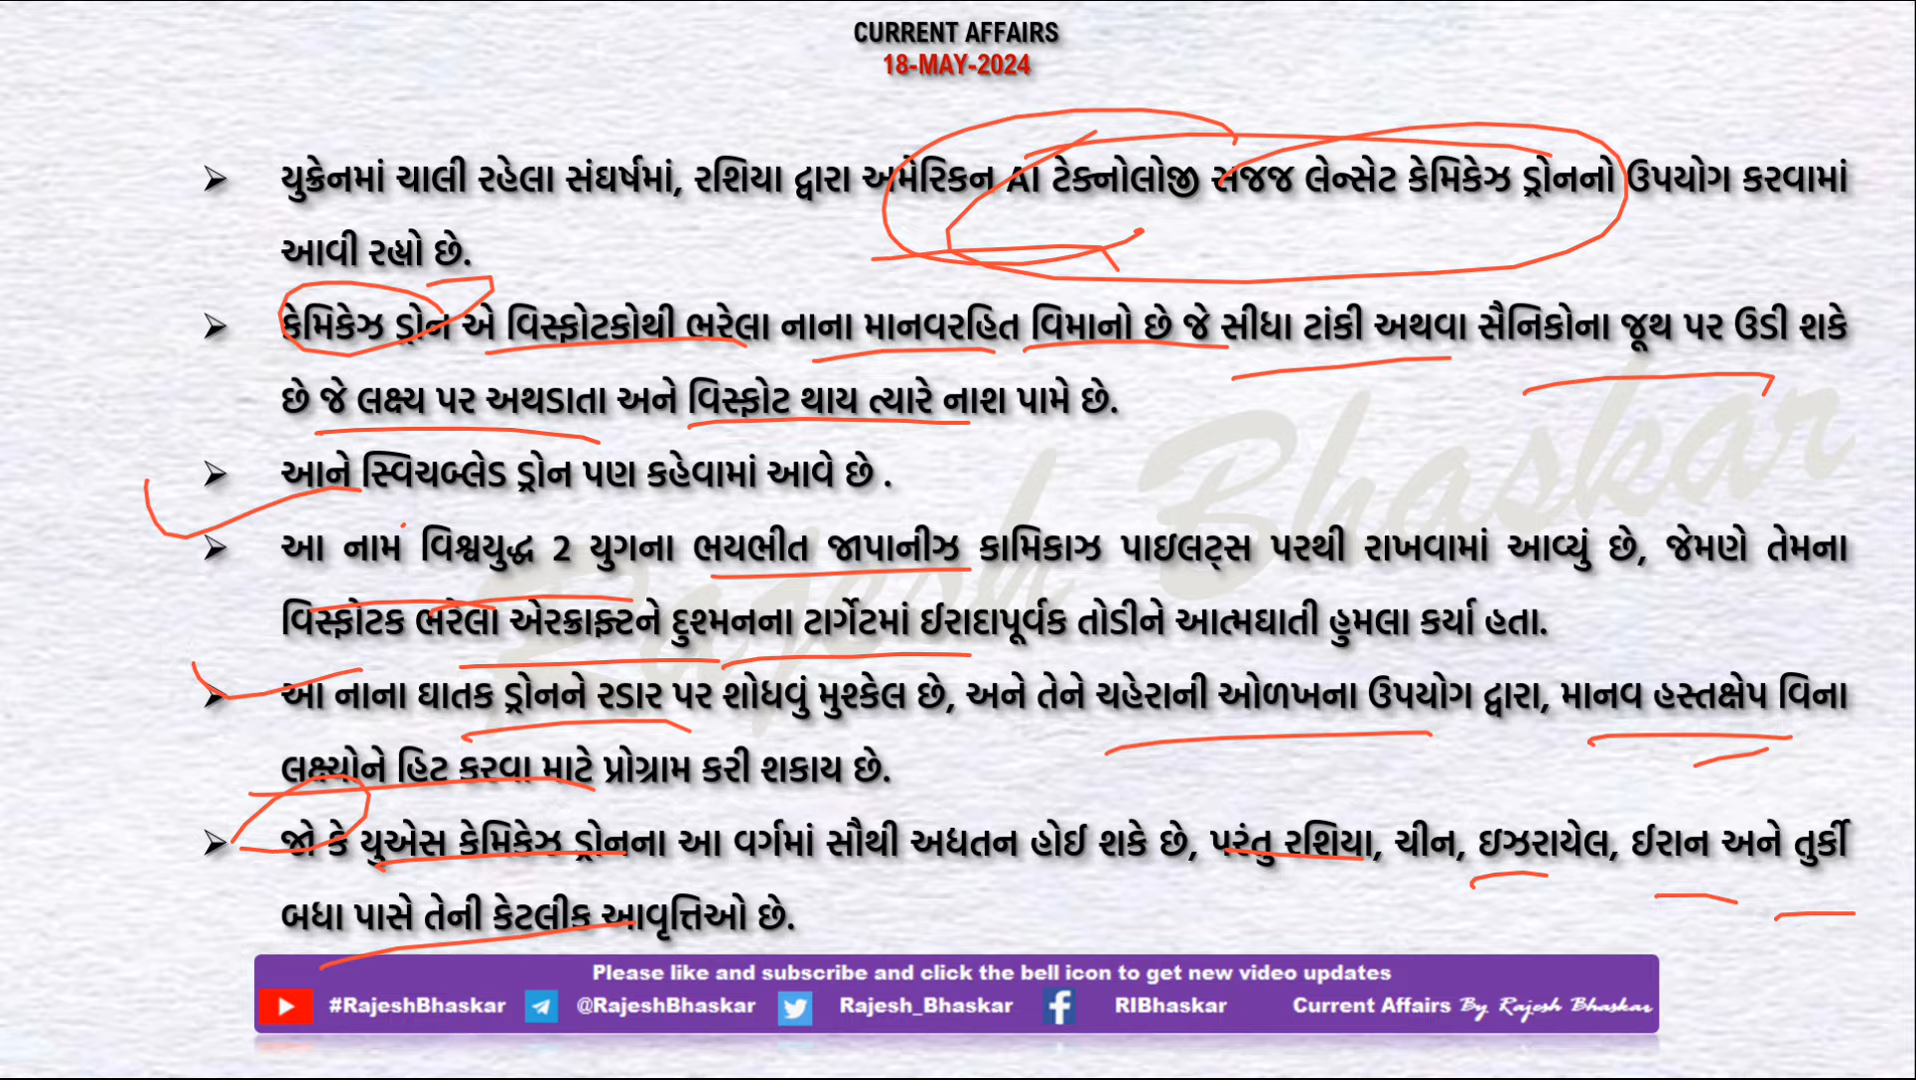 CURRENT AFFAIRS
18-MAY-2024
➢ યુક્રેનમાં ચાલી રહેલા સંઘર્ષમાં, રશિયા દ્વારા અમેરિકન AI ટેક્નોલોજી સજજ લેન્સેટ કેમિકેઝ ડ્રોનનો ઉપયોગ કરવામાં
આવી રહ્યો છે.
➢ કેમિકેઝ ડ્રોન એ વિસ્ફોટકોથી ભરેલા નાના માનવરહિત વિમાનો છે જે સીધા ટાંકી અથવા સૈનિકોના જૂથ પર ઉડી શકે
છે જે લક્ષ્ય પર અથડાતા અને વિસ્ફોટ થાય ત્યારે નાશ પામે છે.
➢ આને સ્વિચબ્લેડ ડ્રોન પણ કહેવામાં આવે છે .
➢ આ નામ વિશ્વયુદ્ધ 2 યુગના ભયભીત જાપાનીઝ કામિકાઝ પાઇલટ્સ પરથી રાખવામાં આવ્યું છે, જેમણે તેમના
વિસ્ફોટક ભરેલા એરક્રાફ્ટને દુશ્મનના ટાર્ગેટમાં ઈરાદાપૂર્વક તોડીને આત્મઘાતી હુમલા કર્યા હતા.
➢ આ નાના ઘાતક ડ્રોનને રડાર પર શોધવું મુશ્કેલ છે, અને તેને ચહેરાની ઓળખના ઉપયોગ દ્વારા, માનવ હસ્તક્ષેપ વિના
લક્ષ્યોને હિટ કરવા માટે પ્રોગ્રામ કરી શકાય છે.
➢ જો કે યુએસ કેમિકેઝ ડ્રોનના આ વર્ગમાં સૌથી અદ્યતન હોઈ શકે છે, પરંતુ રશિયા, ચીન, ઇઝરાયેલ, ઈરાન અને તુર્કી
બધા પાસે તેની કેટલીક આવૃત્તિઓ છે.
Rajesh Bhaskar
Please like and subscribe and click the bell icon to get new video updates
#RajeshBhaskar @RajeshBhaskar Rajesh_Bhaskar RIBhaskar Current Affairs By Rajesh Bhaskar